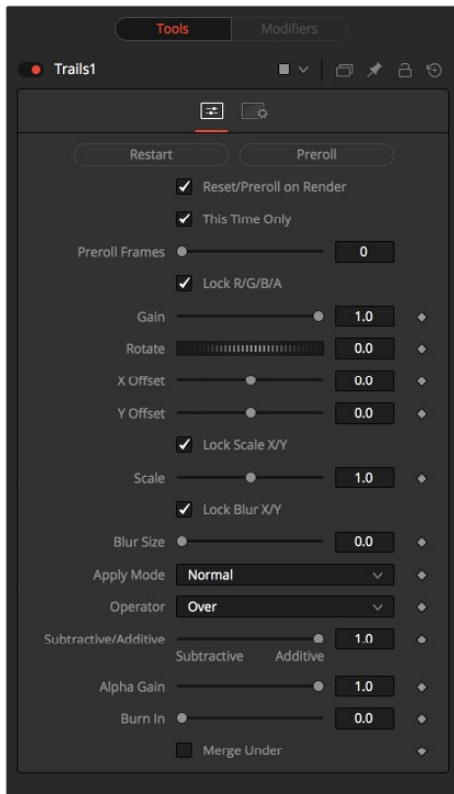 Tools Modifiers
Trails1
Restart Preroll
Reset/Preroll on Render
This Time Only
Preroll Frames 0
Lock R/G/B/A
Gain 1.0
Rotate 0.0
X Offset 0.0
Y Offset 0.0
Lock Scale X/Y
Scale 1.0
Lock Blur X/Y
Blur Size 0.0
Apply Mode Normal
Operator Over
Subtractive/Additive 1.0
Subtractive Additive
Alpha Gain 1.0
Burn In 0.0
Merge Under